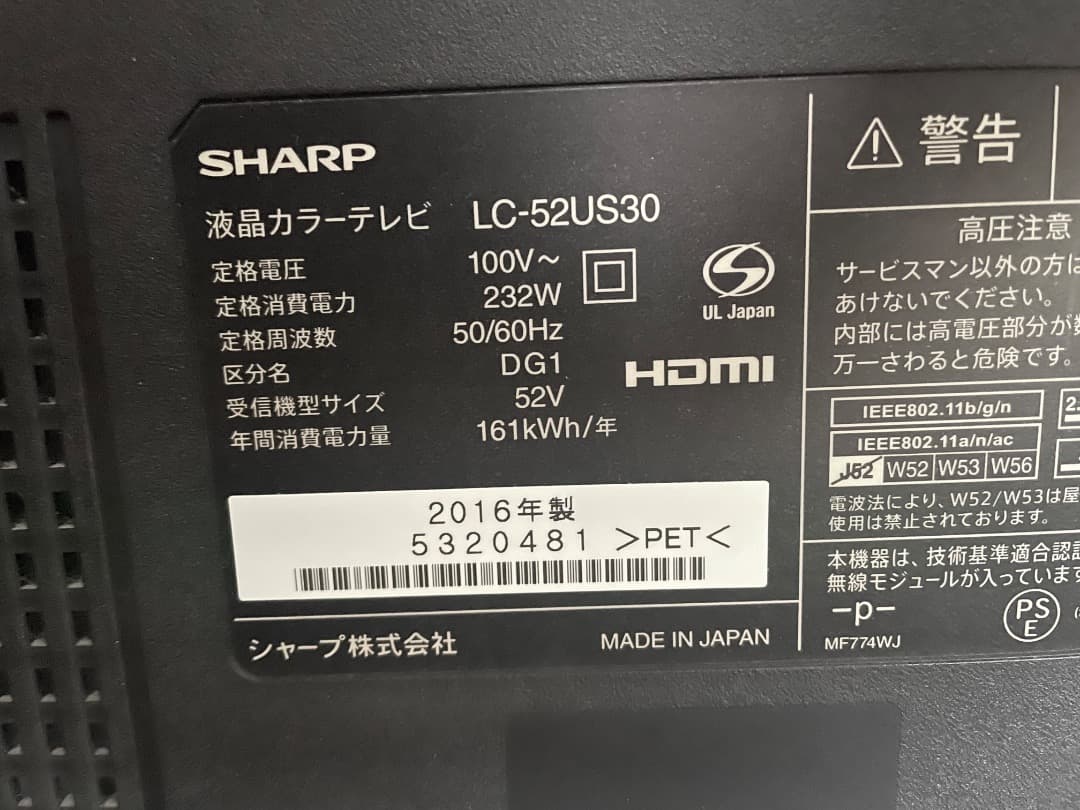 SHARP
液晶カラーテレビ LC-52US30
定格電圧 100V～
定格消費電力 232W
定格周波数 50/60Hz
区分名 DG1
受信機型サイズ 52V
年間消費電力量 161kWh/年
UL Japan
HDMI
2016年製
5320481 >PET<
シャープ株式会社 MADE IN JAPAN
警告
高圧注意
サービスマン以外の方は
あけないでください。
内部には高電圧部分が数
万一さわると危険です。
IEEE802.11b/g/n
2.
IEEE802.11a/n/ac
J52 W52 W53 W56
電波法により、W52/W53は屋
使用は禁止されております。
本機器は、技術基準適合認証
無線モジュールが入っています
-p-
PS
E
MF774WJ